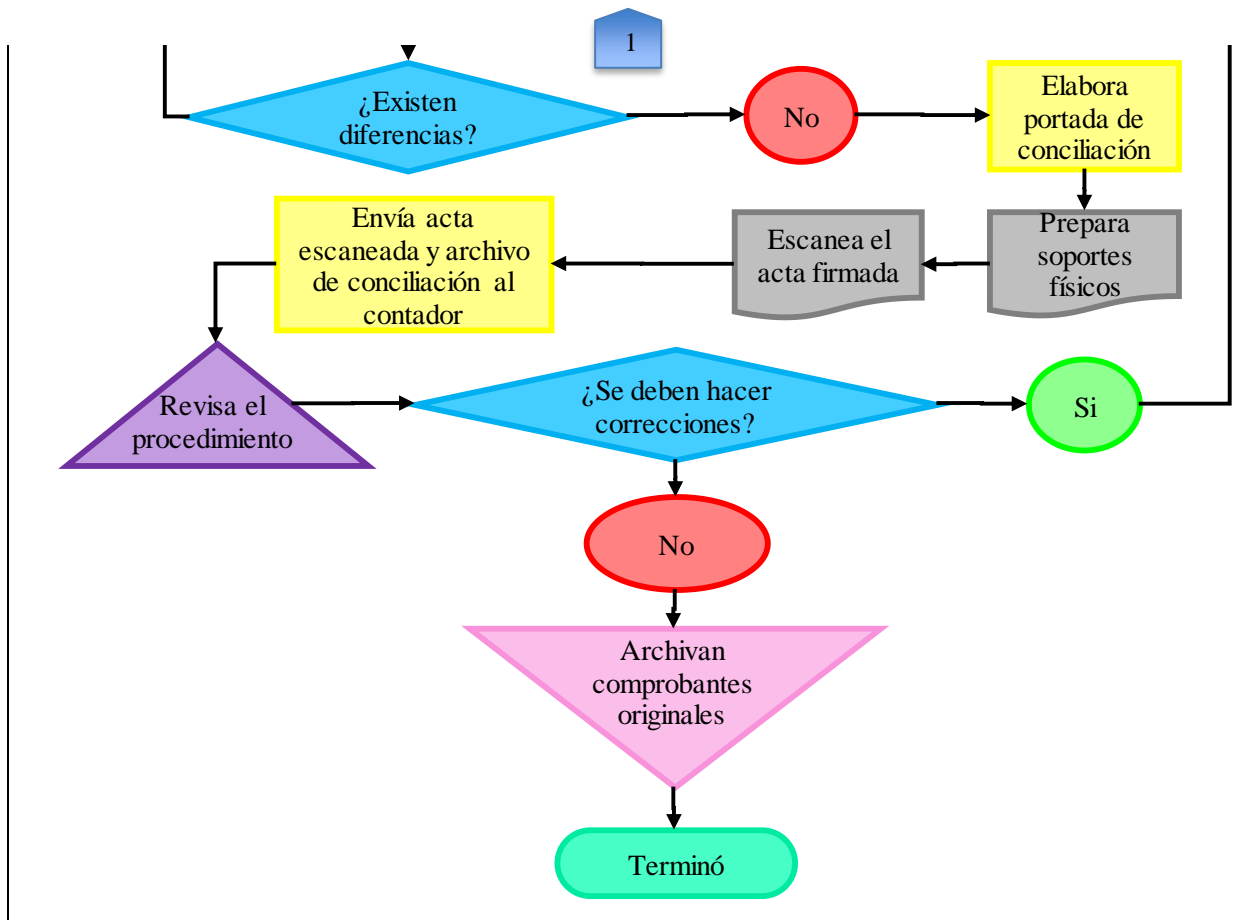 1
¿Existen
diferencias?
No
Elabora
portada de
conciliación
Prepara
soportes
físicos
Escanea el
acta firmada
Envía acta
escaneada y archivo
de conciliación al
contador
Revisa el
procedimiento
¿Se deben hacer
correcciones?
Si
No
Archivan
comprobantes
originales
Terminó